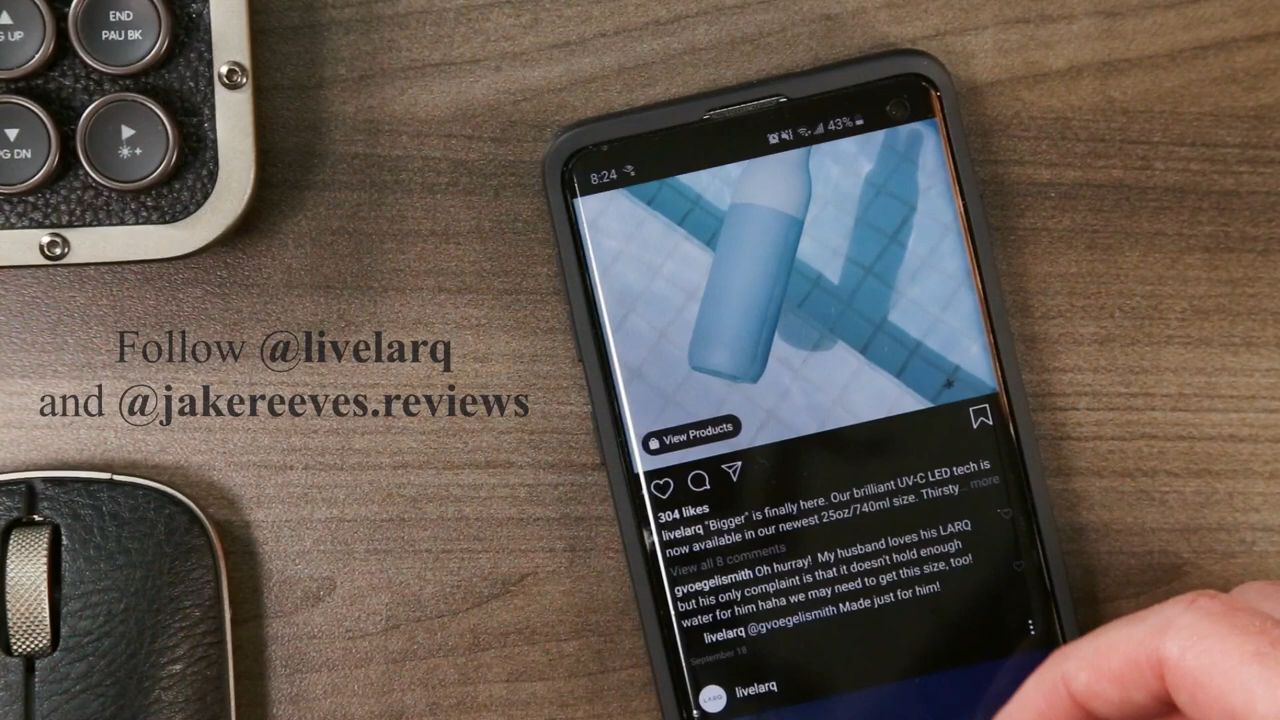 END
PAU BK
G UP
PG DN
8:24
43%
Follow @livelarq
and @jakereeves.reviews
View Products
304 likes
livelarq "Bigger" is finally here. Our brilliant UV-C LED tech is
now available in our newest 25oz/740ml size. Thirsty... more
View all 8 comments
gvoegelismith Oh hurray! My husband loves his LARQ
but his only complaint is that it doesn't hold enough
water for him haha we may need to get this size, too!
livelarq @gvoegelismith Made just for him!
September 18
LARQ
livelarq